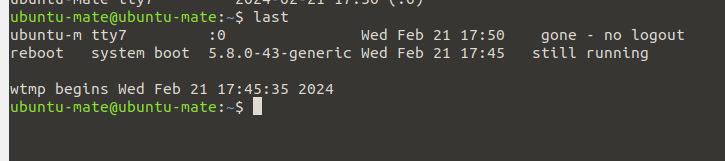 ubuntu-mate tty7         2024-02-21 17:50 (:0)
ubuntu-mate@ubuntu-mate:~$ last
ubuntu-m tty7         :0               Wed Feb 21 17:50    gone - no logout
reboot   system boot  5.8.0-43-generic Wed Feb 21 17:45   still running

wtmp begins Wed Feb 21 17:45:35 2024
ubuntu-mate@ubuntu-mate:~$